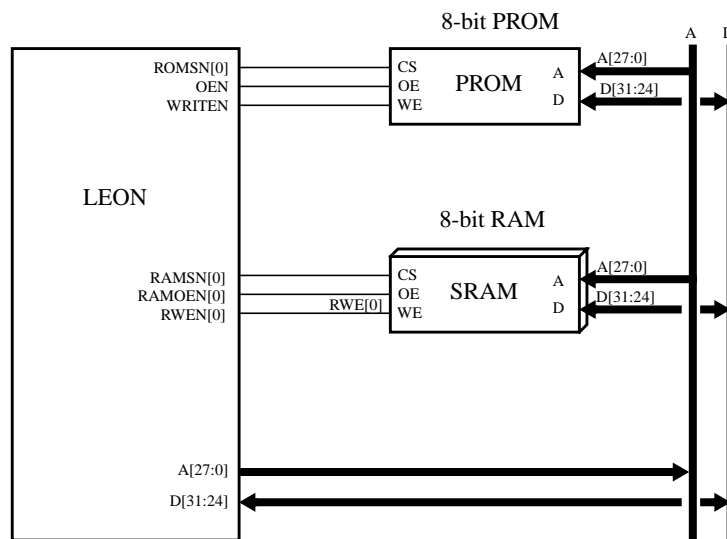 8-bit PROM
A
ROMSN[0]
OEN
WRITEN
CS
OE
WE
PROM
A
D
A[27:0]
D[31:24]
LEON
8-bit RAM
RAMSN[0]
RAMOEN[0]
RWEN[0]
RWE[0]
CS
OE
WE
SRAM
A
D
A[27:0]
D[31:24]
A[27:0]
D[31:24]